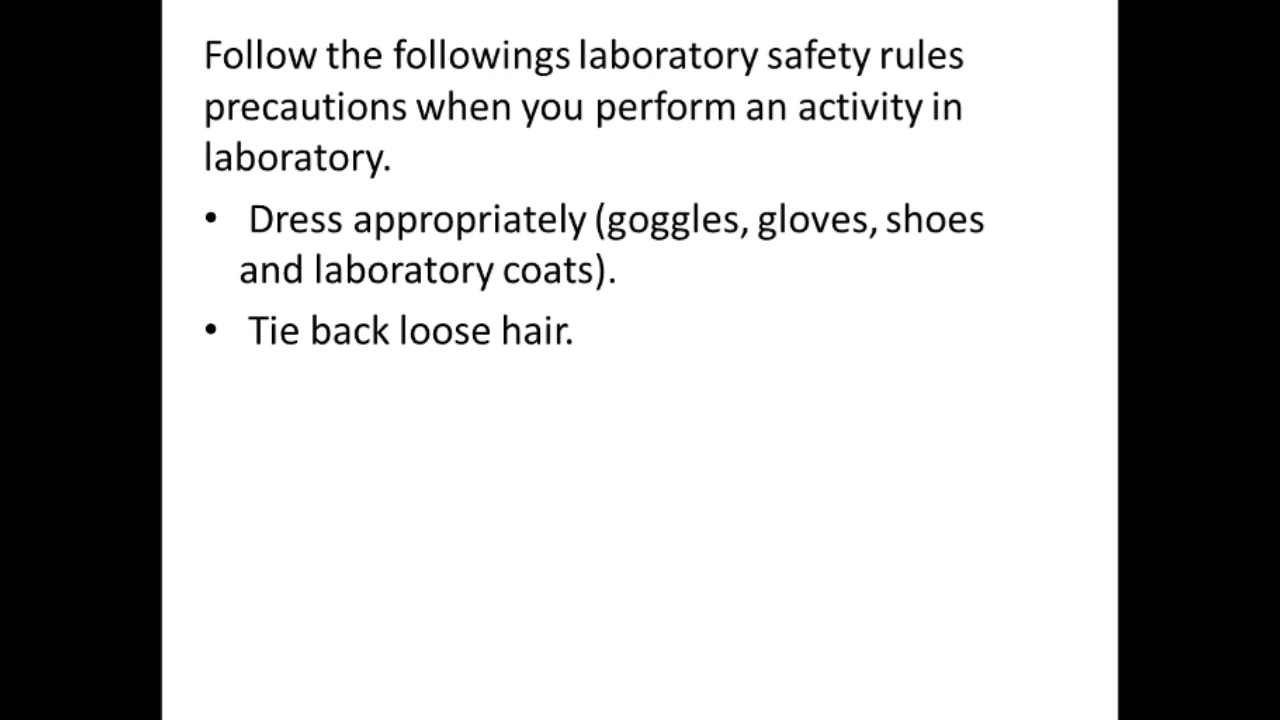 Follow the followings laboratory safety rules
precautions when you perform an activity in
laboratory.
• Dress appropriately (goggles, gloves, shoes
and laboratory coats).
• Tie back loose hair.